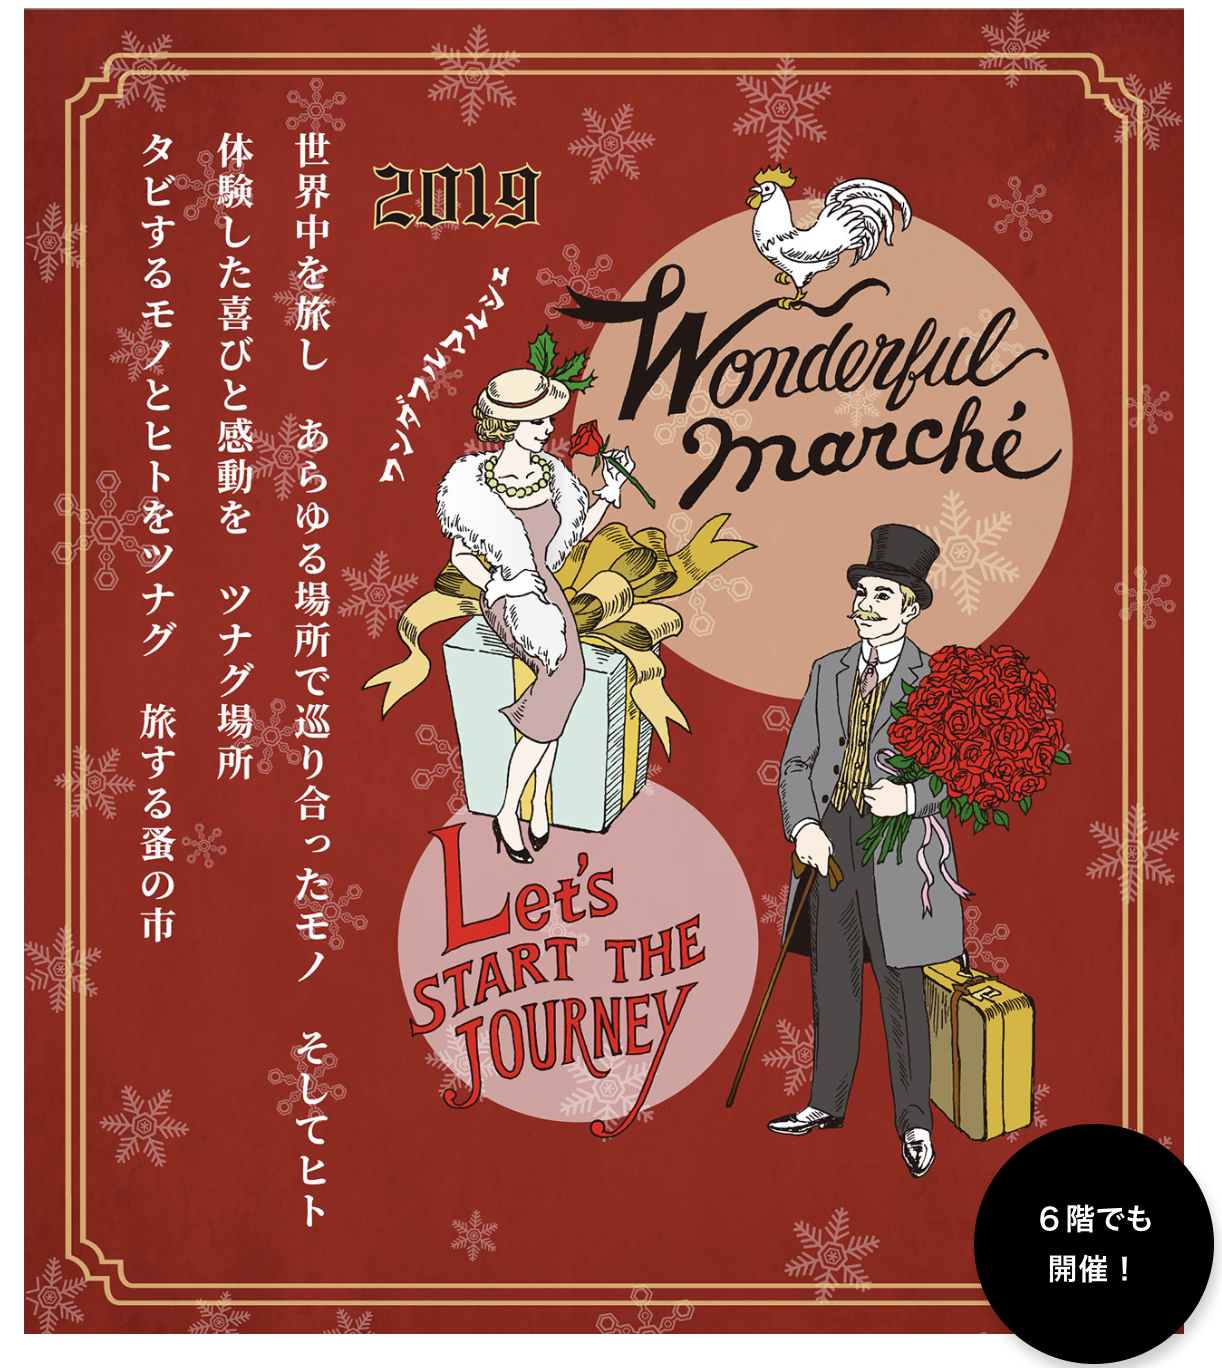 世界中を旅し あらゆる場所で巡り合ったモノ そしてヒト
体験した喜びと感動を ツナグ場所
タビするモノとヒトをツナグ 旅する蚤の市
2019
ワンダフルマルシェ
Wonderful
marché
Let's
START THE
JOURNEY
6階でも
開催！